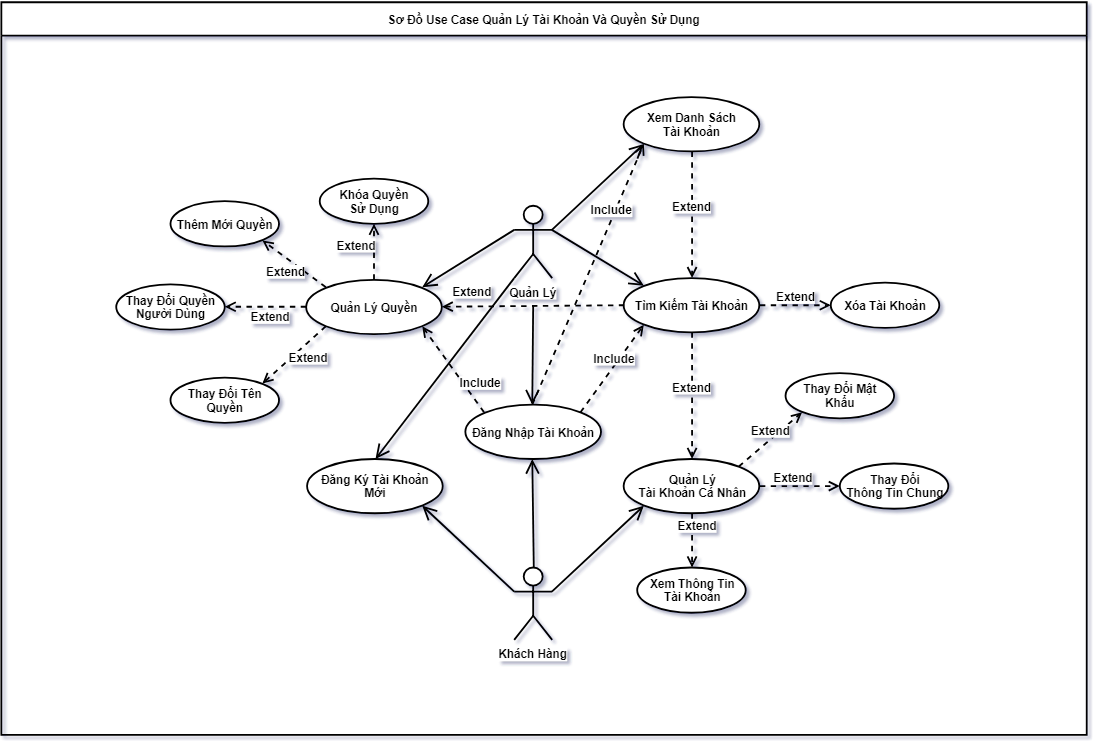 Sơ Đồ Use Case Quản Lý Tài Khoản Và Quyền Sử Dụng
Xem Danh Sách
Tài Khoản
Khóa Quyền
Sử Dụng
Thêm Mới Quyền
Include
Extend
Extend
Extend
Thay Đổi Quyền
Người Dùng
Extend
Quản Lý Quyền
Extend
Quản Lý
Tìm Kiếm Tài Khoản
Extend
Xóa Tài Khoản
Extend
Include
Include
Extend
Thay Đổi Tên
Quyền
Thay Đổi Mật
Khẩu
Đăng Nhập Tài Khoản
Extend
Đăng Ký Tài Khoản
Mới
Quản Lý
Tài Khoản Cá Nhân
Extend
Thay Đổi
Thông Tin Chung
Extend
Xem Thông Tin
Tài Khoản
Khách Hàng